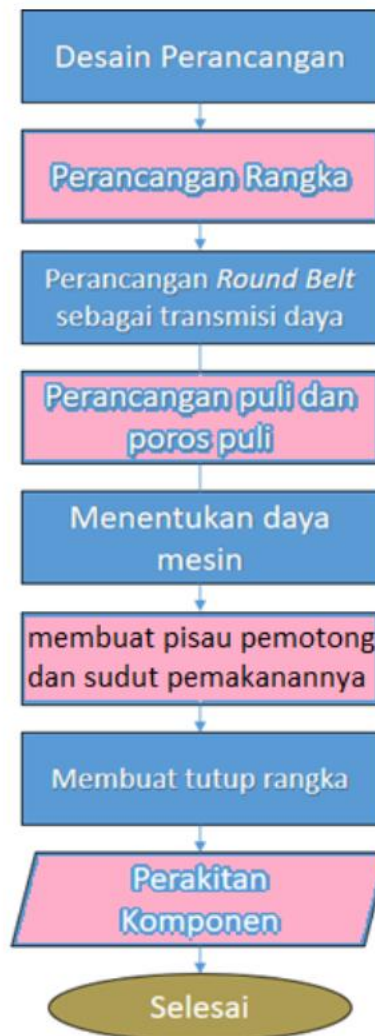 Desain Perancangan
Perancangan Rangka
Perancangan Round Belt
sebagai transmisi daya
Perancangan puli dan
poros puli
Menentukan daya
mesin
membuat pisau pemotong
dan sudut pemakanannya
Membuat tutup rangka
Perakitan
Komponen
Selesai